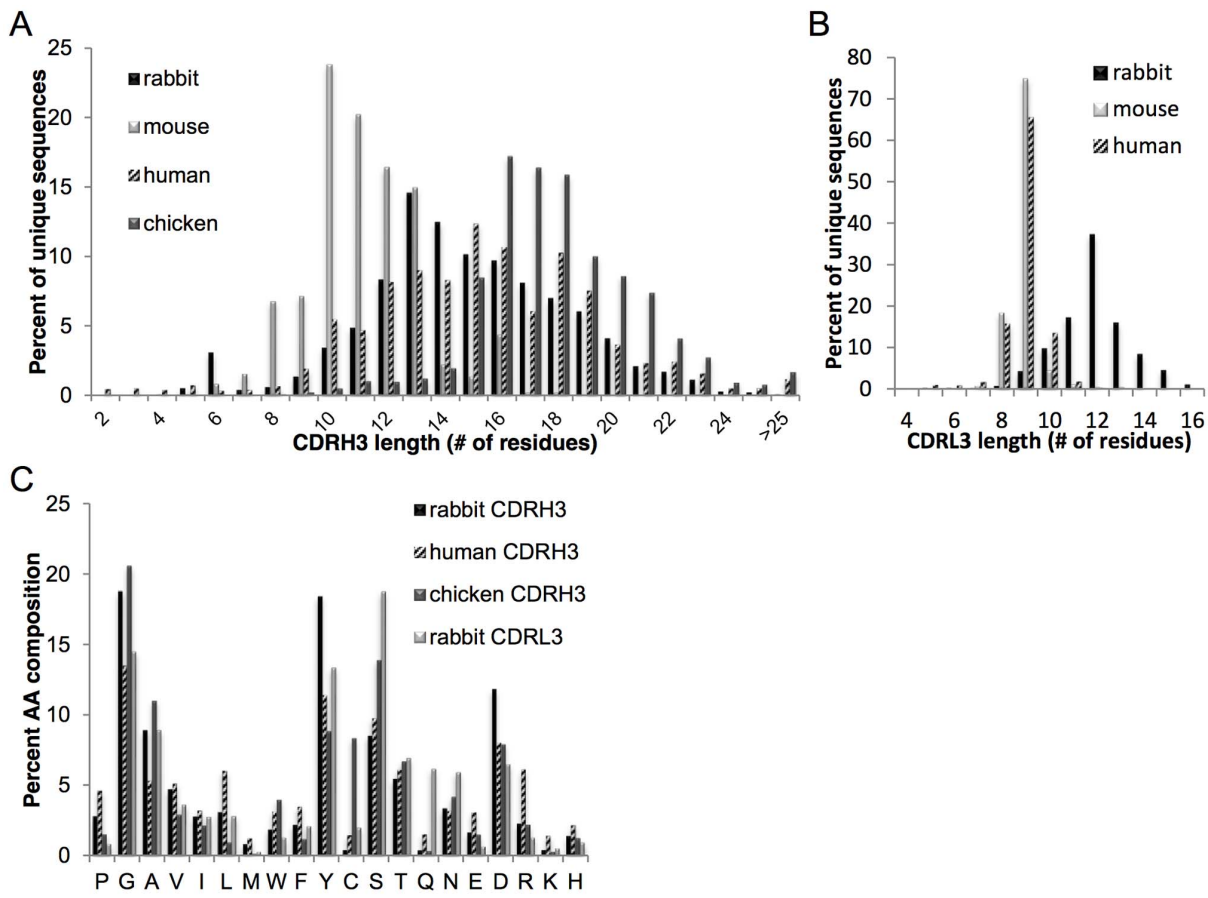 A
Percent of unique sequences
25
20
15
10
5
0
rabbit
mouse
human
chicken
2 4 6 8 10 12 14 16 18 20 22 24 >25
CDRH3 length (# of residues)
B
Percent of unique sequences
80
70
60
50
40
30
20
10
0
rabbit
mouse
human
4 6 8 10 12 14 16
CDRL3 length (# of residues)
C
Percent AA composition
25
20
15
10
5
0
rabbit CDRH3
human CDRH3
chicken CDRH3
rabbit CDRL3
P G A V I L M W F Y C S T Q N E D R K H